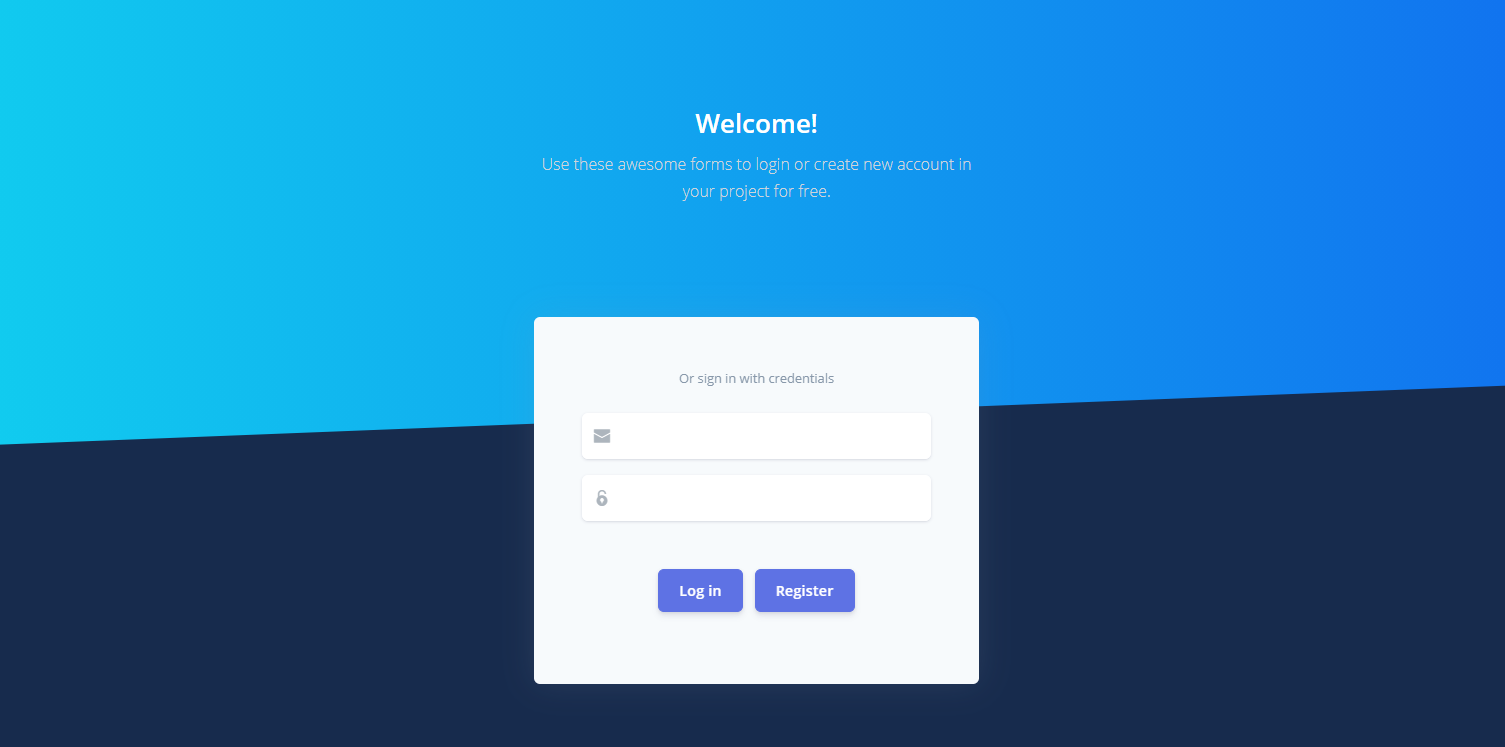 Welcome!
Use these awesome forms to login or create new account in
your project for free.
Or sign in with credentials
Log in
Register